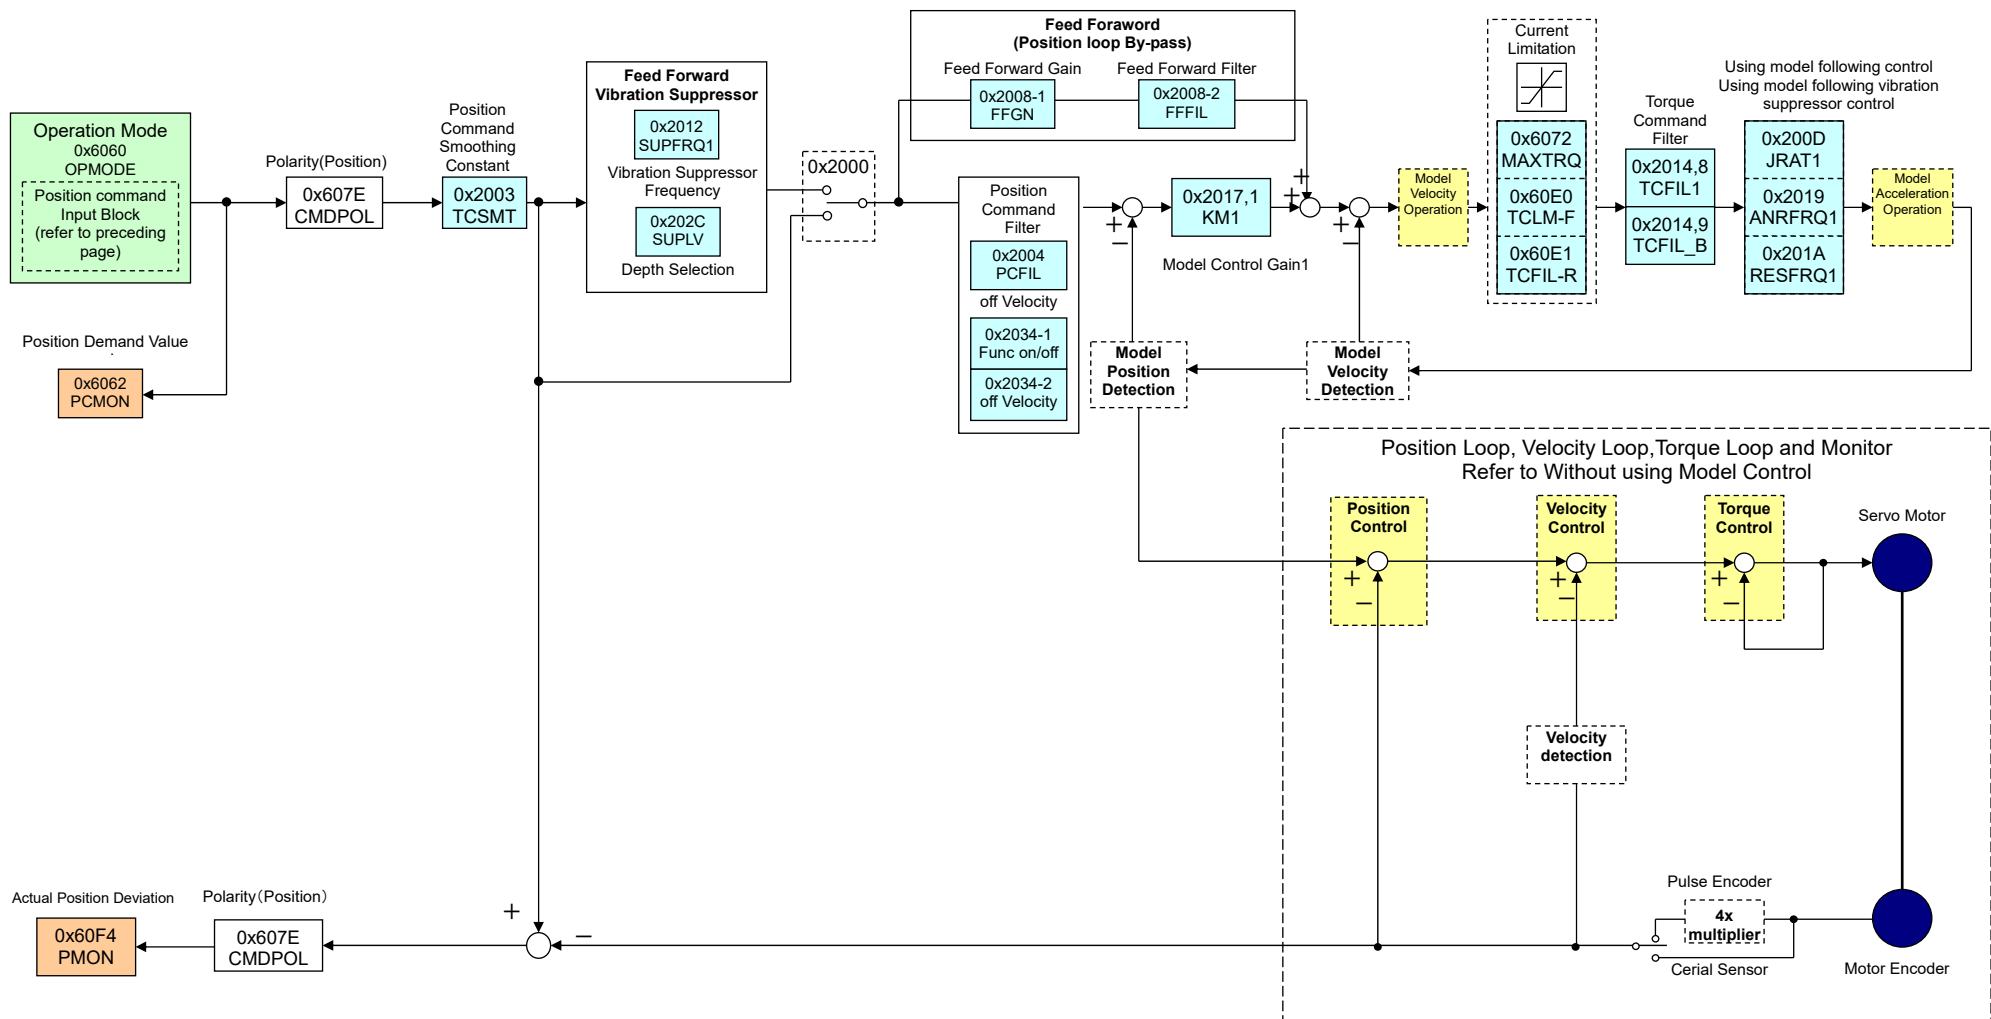 Operation Mode
0x6060
OPMODE
Position command
Input Block
(refer to preceding
page)
Position Demand Value
0x6062
PCMON
Polarity(Position)
0x607E
CMDPOL
Position
Command
Smoothing
Constant
0x2003
TCSMT
Feed Forward
Vibration Suppressor
0x2012
SUPFRQ1
Vibration Suppressor
Frequency
0x202C
SUPLV
Depth Selection
0x2000
Feed Foraword
(Position loop By-pass)
Feed Forward Gain
0x2008-1
FFGN
Feed Forward Filter
0x2008-2
FFFIL
Position
Command
Filter
0x2004
PCFIL
off Velocity
0x2034-1
Func on/off
0x2034-2
off Velocity
+
−
0x2017,1
KM1
Model Control Gain1
+
+
+
−
Model
Velocity
Operation
Current
Limitation
0x6072
MAXTRQ
0x60E0
TCLM-F
0x60E1
TCFIL-R
Torque
Command
Filter
0x2014,8
TCFIL1
0x2014,9
TCFIL_B
Using model following control
Using model following vibration
suppressor control
0x200D
JRAT1
0x2019
ANRFRQ1
0x201A
RESFRQ1
Model
Acceleration
Operation
Model
Position
Detection
Model
Velocity
Detection
Position Loop, Velocity Loop,Torque Loop and Monitor
Refer to Without using Model Control
Position
Control
+
−
Velocity
Control
+
−
Torque
Control
+
−
Servo Motor
Velocity
detection
Pulse Encoder
4x
multiplier
Cerial Sensor
Motor Encoder
Actual Position Deviation
0x60F4
PMON
Polarity(Position)
0x607E
CMDPOL
+
−